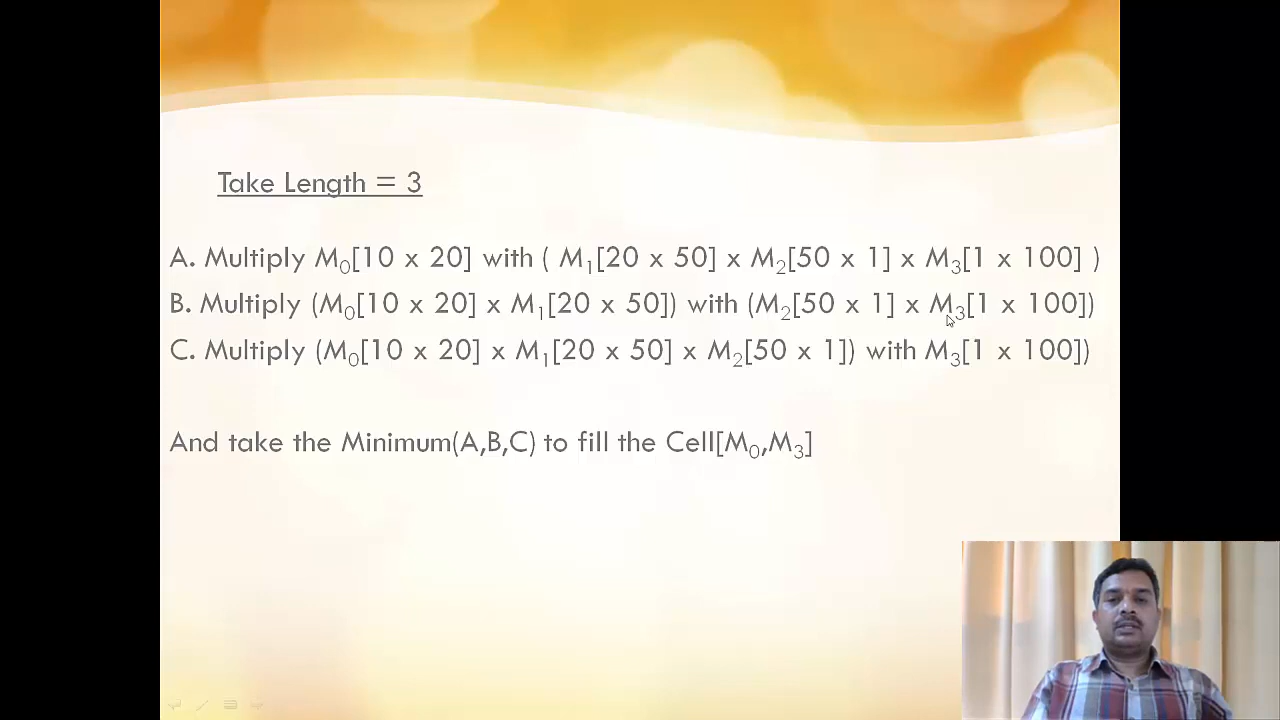 Take Length = 3
A. Multiply M₀[10 x 20] with ( M₁[20 x 50] x M₂[50 x 1] x M₃[1 x 100] )
B. Multiply (M₀[10 x 20] x M₁[20 x 50]) with (M₂[50 x 1] x M₃[1 x 100])
C. Multiply (M₀[10 x 20] x M₁[20 x 50] x M₂[50 x 1]) with M₃[1 x 100])
And take the Minimum(A,B,C) to fill the Cell[M₀,M₃]